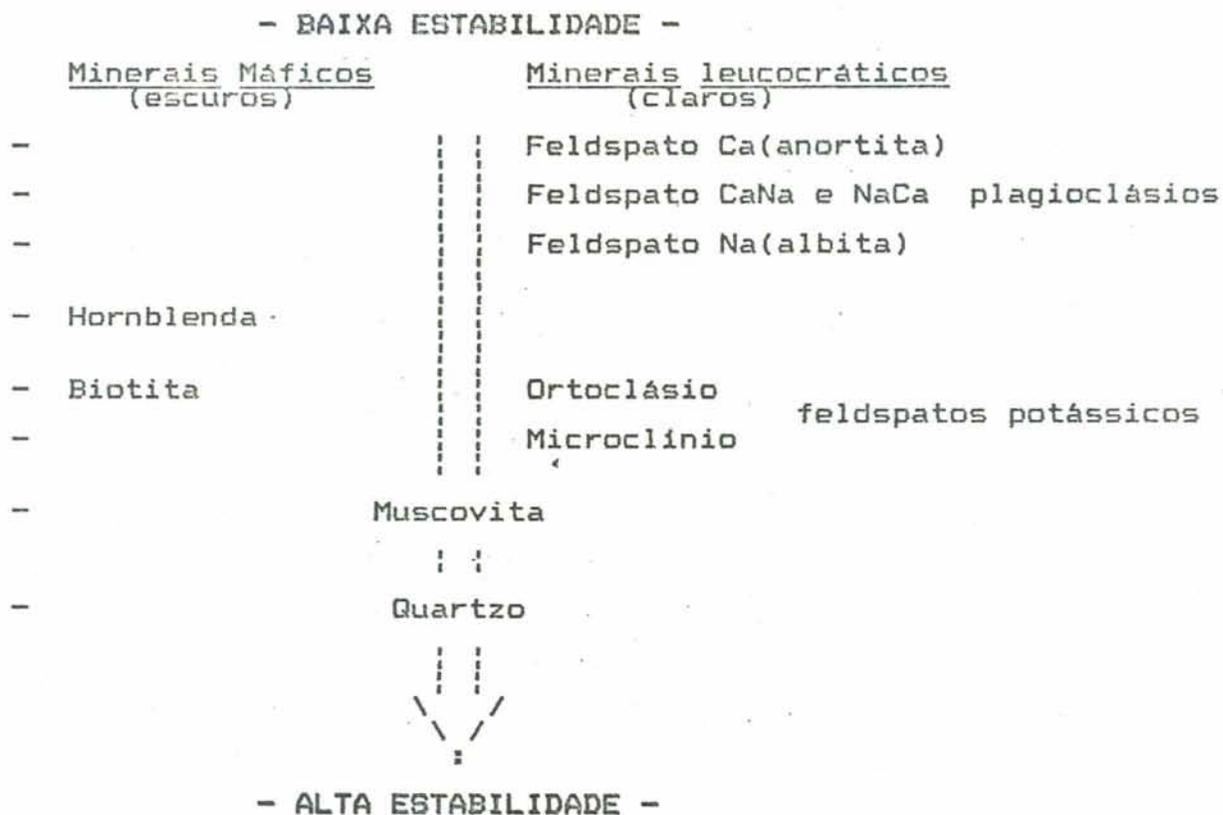 - BAIXA ESTABILIDADE -
Minerais Máficos Minerais leucocráticos
(escuros) (claros)
- Feldspato Ca(anortita)
- Feldspato CaNa e NaCa plagioclásios
- Feldspato Na(albita)
- Hornblenda
- Biotita Ortoclásio
feldspatos potássicos
- Microclínio
- Muscovita
- Quartzo
- ALTA ESTABILIDADE -